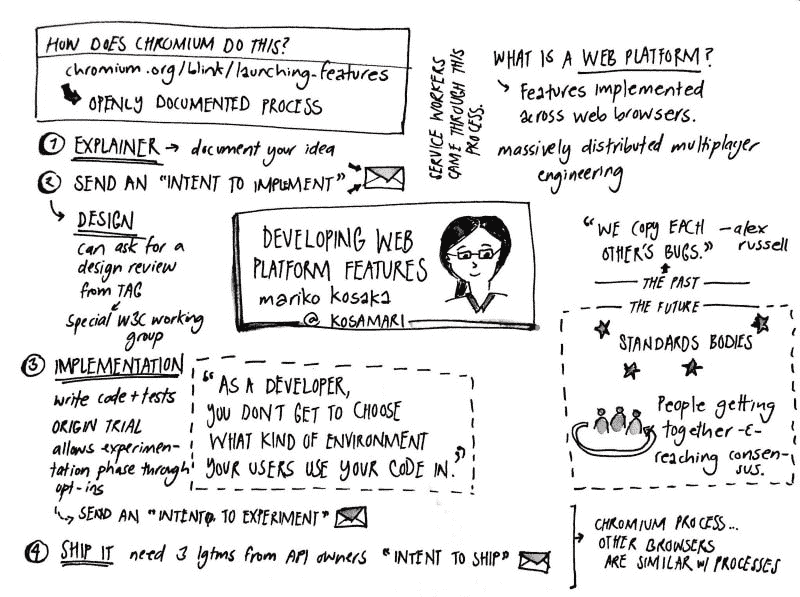 HOW DOES CHROMIUM DO THIS?
chromium.org/blink/launching-features
OPENLY DOCUMENTED PROCESS
1 EXPLAINER → document your idea
2 SEND AN "INTENT TO IMPLEMENT"
DESIGN
can ask for a
design review
from TAG
special W3C working
group
3 IMPLEMENTATION
write code + tests
ORIGIN TRIAL
allows experimen-
tation phase through
opt-ins
SEND AN "INTENT TO EXPERIMENT"
4 SHIP IT need 3 lgtms from API owners "INTENT TO SHIP"
SERVICE WORKERS
CAME THROUGH THIS
PROCESS.
DEVELOPING WEB
PLATFORM FEATURES
mariko kosaka
@ KOSAMARI
"AS A DEVELOPER,
YOU DON'T GET TO CHOOSE
WHAT KIND OF ENVIRONMENT
YOUR USERS USE YOUR CODE IN."
WHAT IS A WEB PLATFORM?
Features implemented
across web browsers.
massively distributed multiplayer
engineering
"WE COPY EACH
OTHER'S BUGS." -alex
russell
THE PAST
THE FUTURE
STANDARDS BODIES
People getting
together &
reaching consen-
sus.
CHROMIUM PROCESS...
OTHER BROWSERS
ARE SIMILAR W/ PROCESSES